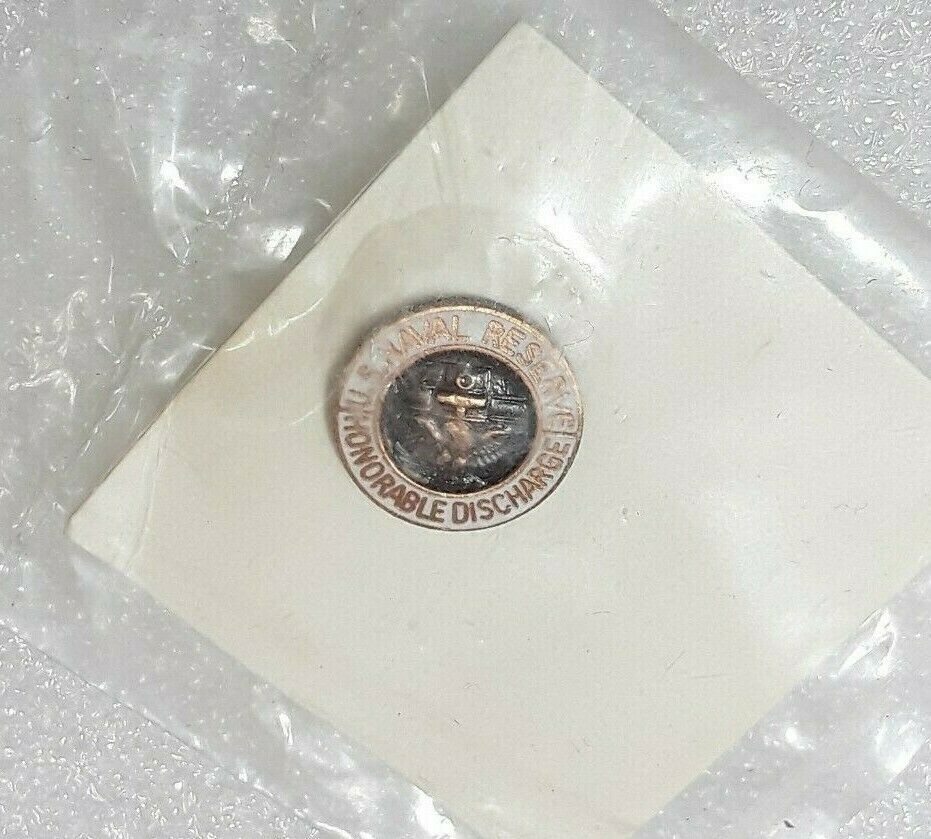 U.S. NAVAL RESERVE
HONORABLE DISCHARGE